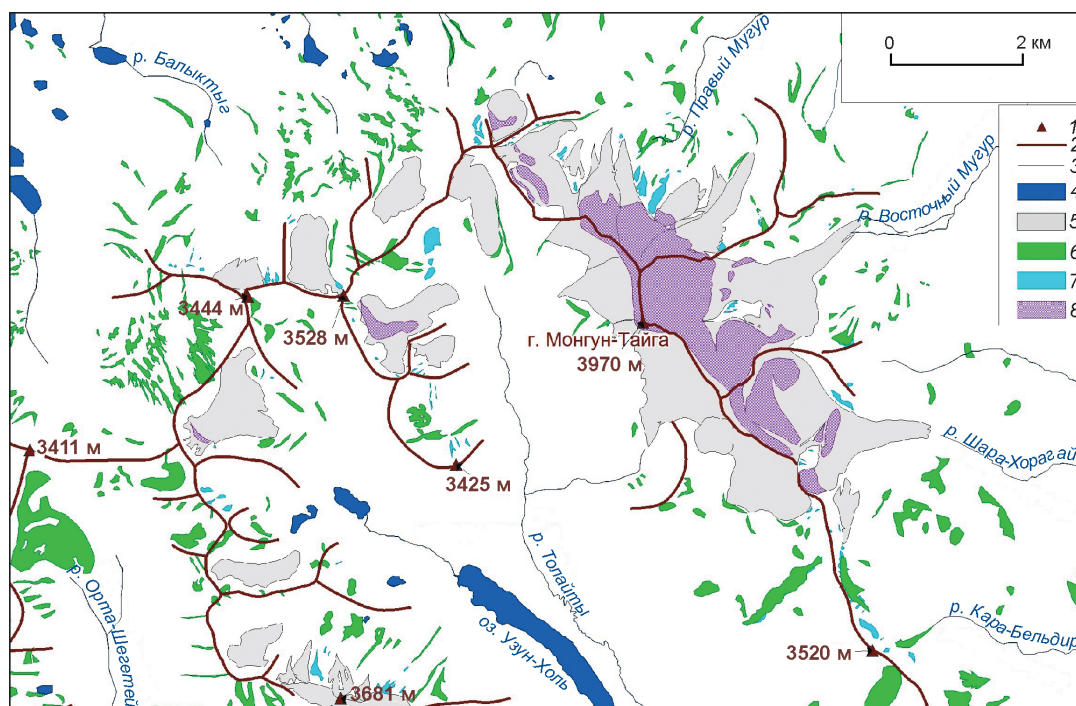 р. Балыктыг
р. Правый Мугур
0 2 км
1
2
3
4
5
6
7
8
р. Восточный Мугур
3444 м
3528 м
г. Монгун-Тайга
3970 м
3411 м
3425 м
р. Шара-Хорагай
р. Толайты
оз. Узун-Холь
р. Орта-Шегетей
р. Кара-Бельдир
3520 м
3681 м